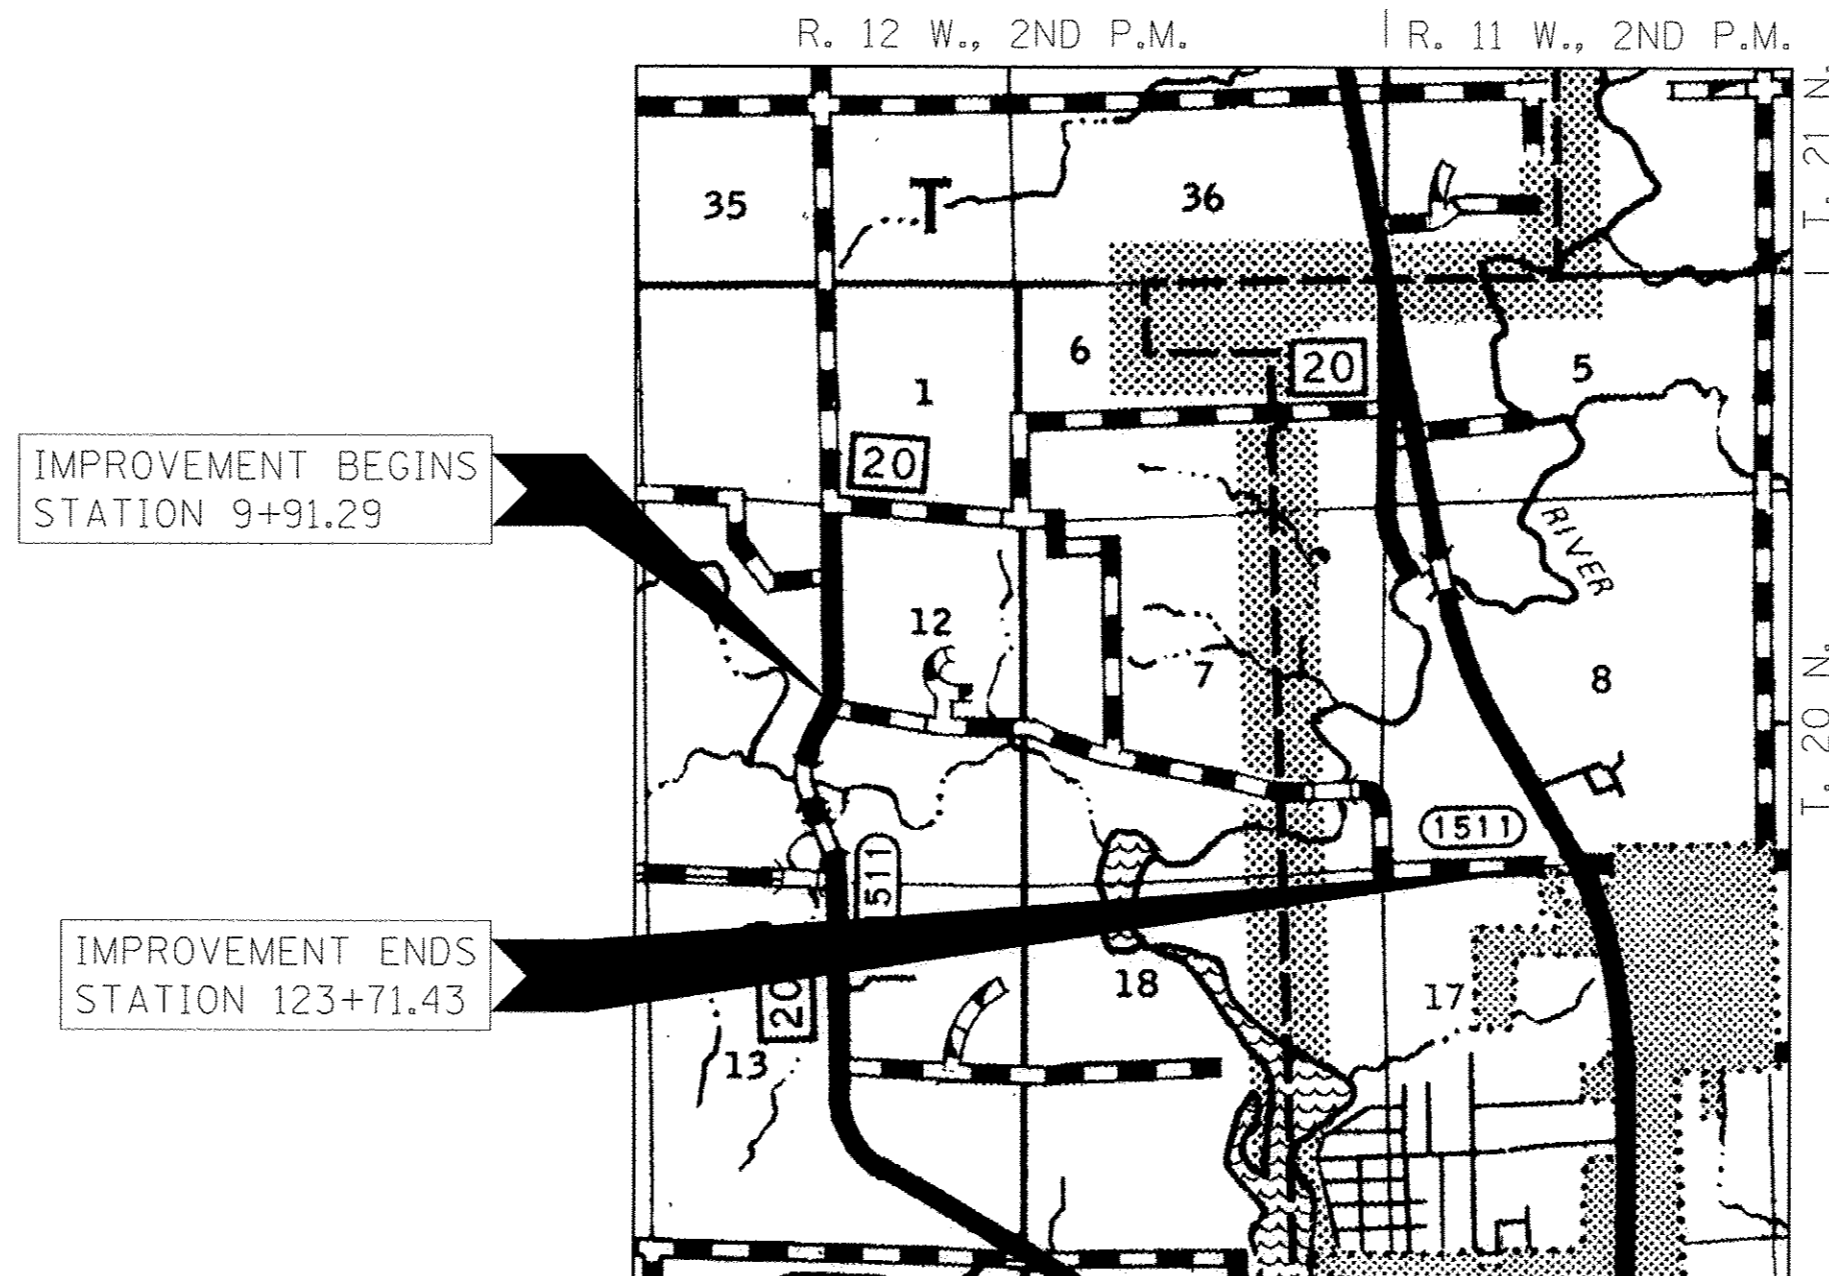 R. 12 W., 2ND P.M.
R. 11 W., 2ND P.M.
T. 21 N.
35
36
T
6
20
5
1
20
IMPROVEMENT BEGINS
STATION 9+91.29
RIVER
12
7
8
T. 20 N.
1511
511
IMPROVEMENT ENDS
STATION 123+71.43
18
17
20
13